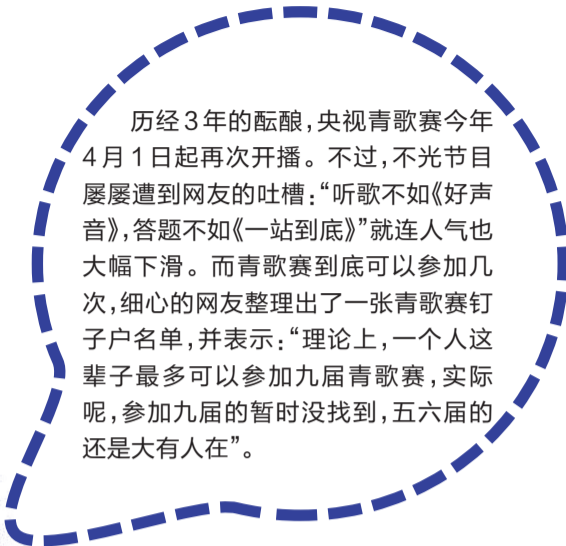 历经3年的酝酿,央视青歌赛今年
4月1日起再次开播。不过,不光节目
屡屡遭到网友的吐槽:“听歌不如《好声
音》,答题不如《一站到底》”就连人气也
大幅下滑。而青歌赛到底可以参加几
次,细心的网友整理出了一张青歌赛钉
子户名单,并表示:“理论上,一个人这
辈子最多可以参加九届青歌赛,实际
呢,参加九届的暂时没找到,五六届的
还是大有人在”。